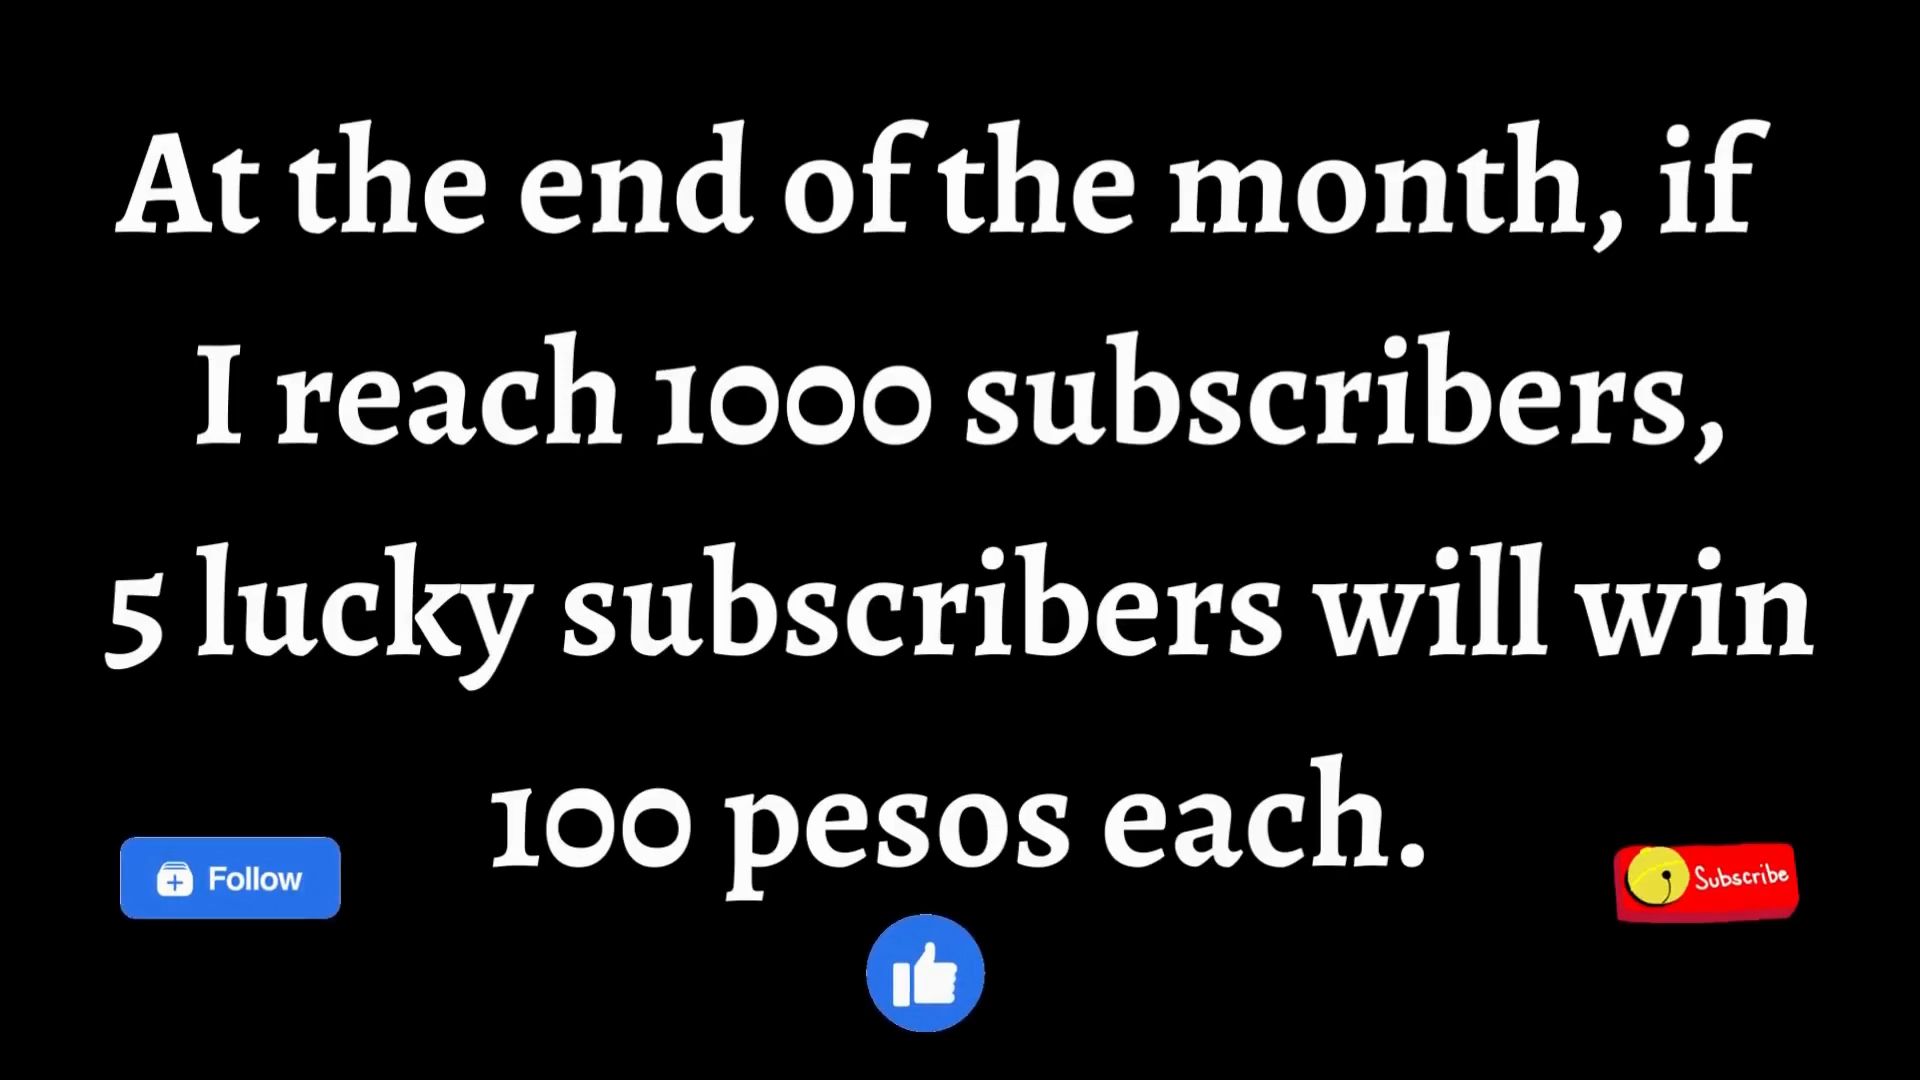 At the end of the month, if
I reach 1000 subscribers,
5 lucky subscribers will win
100 pesos each.
Follow
Subscribe